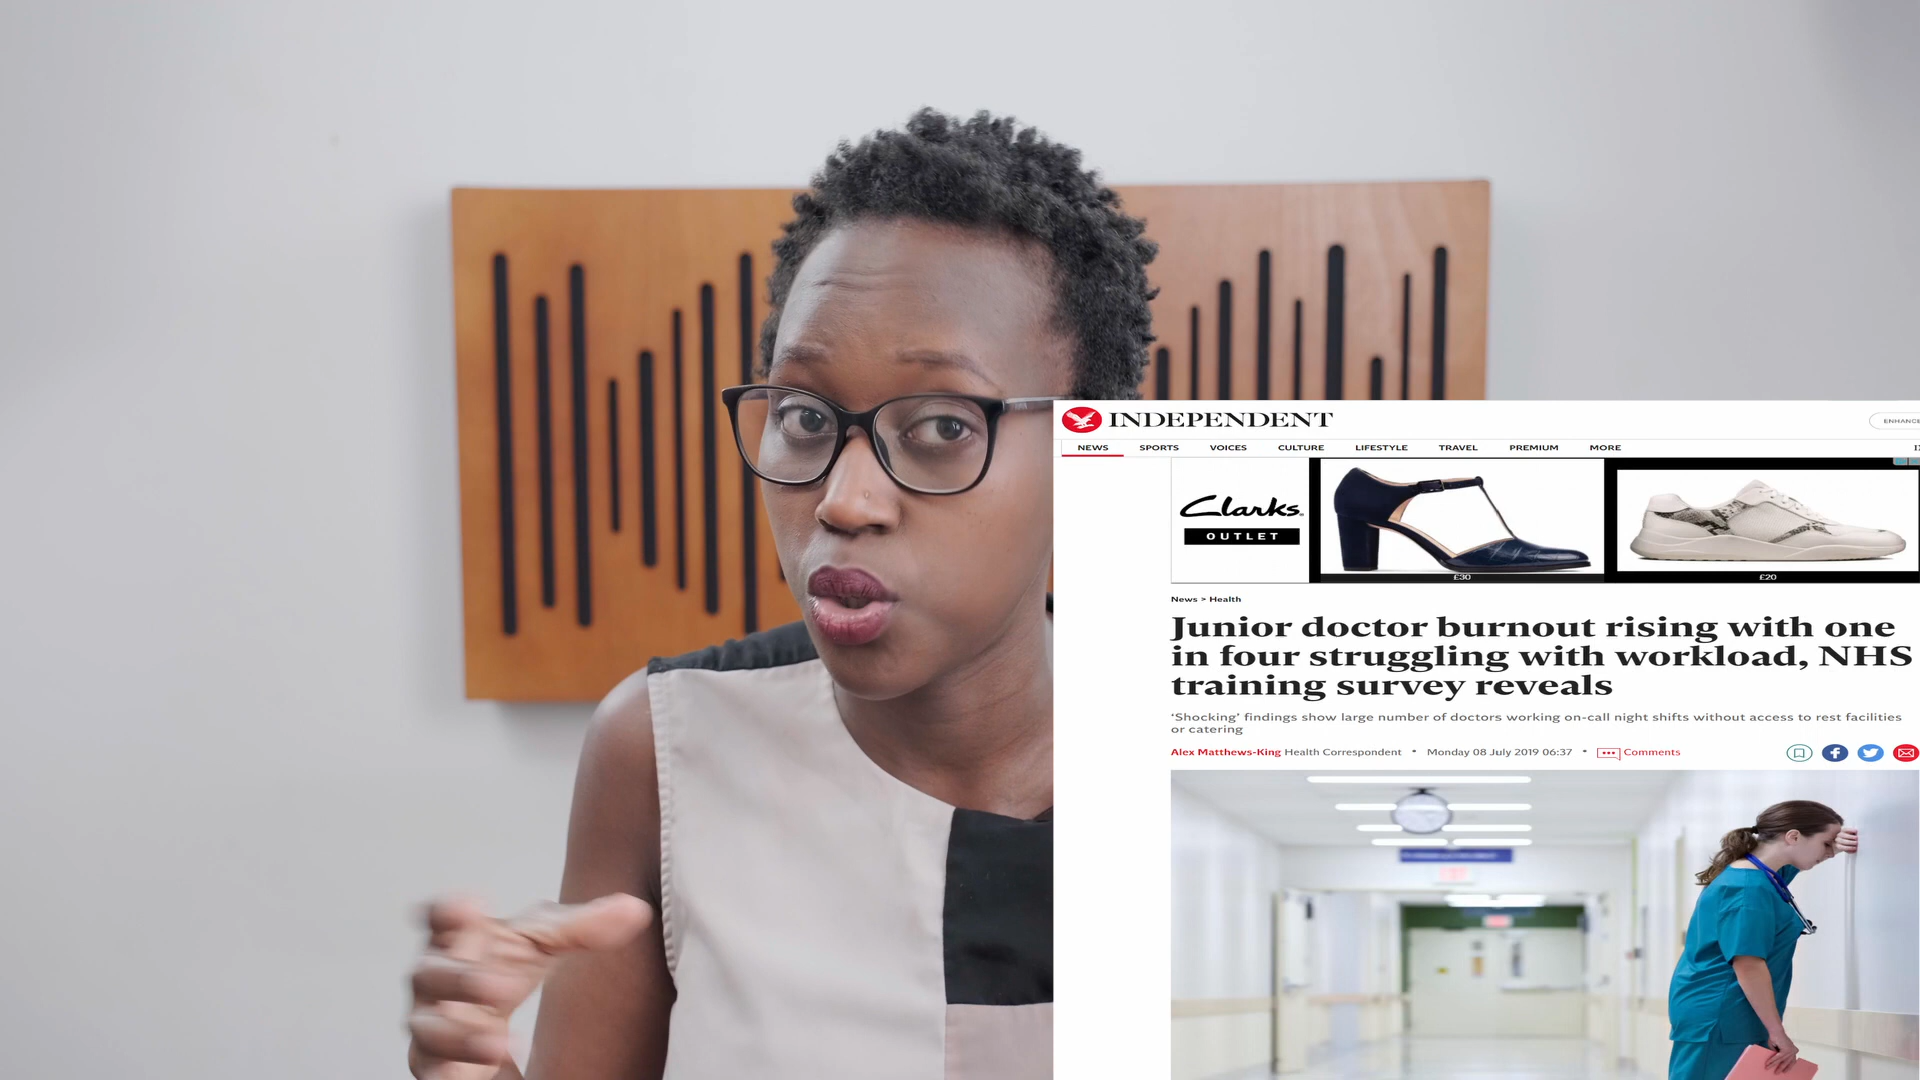 INDEPENDENT
ENHANCE
NEWS SPORTS VOICES CULTURE LIFESTYLE TRAVEL PREMIUM MORE
Clarks
OUTLET
£30
£20
News > Health
Junior doctor burnout rising with one
in four struggling with workload, NHS
training survey reveals
‘Shocking’ findings show large number of doctors working on-call night shifts without access to rest facilities
or catering
Alex Matthews-King Health Correspondent • Monday 08 July 2019 06:37 • Comments